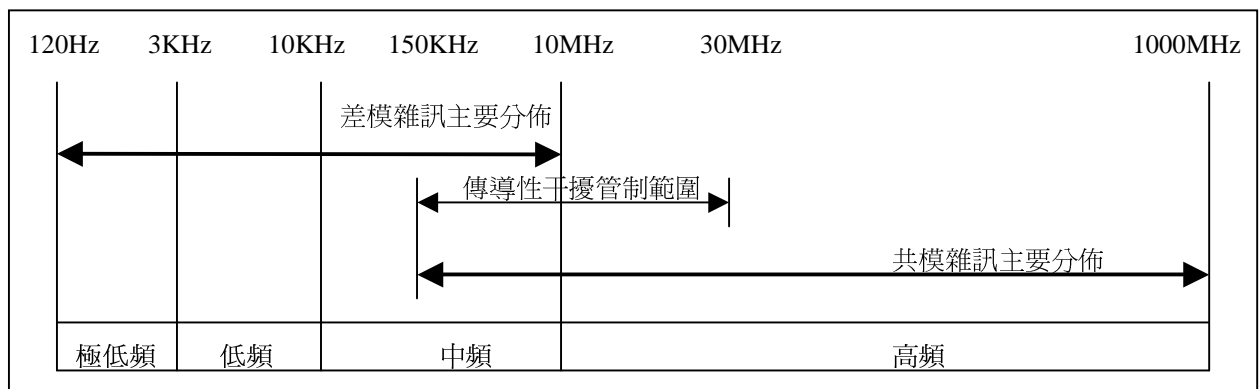 120Hz 3KHz 10KHz 150KHz 10MHz 30MHz 1000MHz
差模雜訊主要分佈
傳導性干擾管制範圍
共模雜訊主要分佈
極低頻 低頻 中頻 高頻